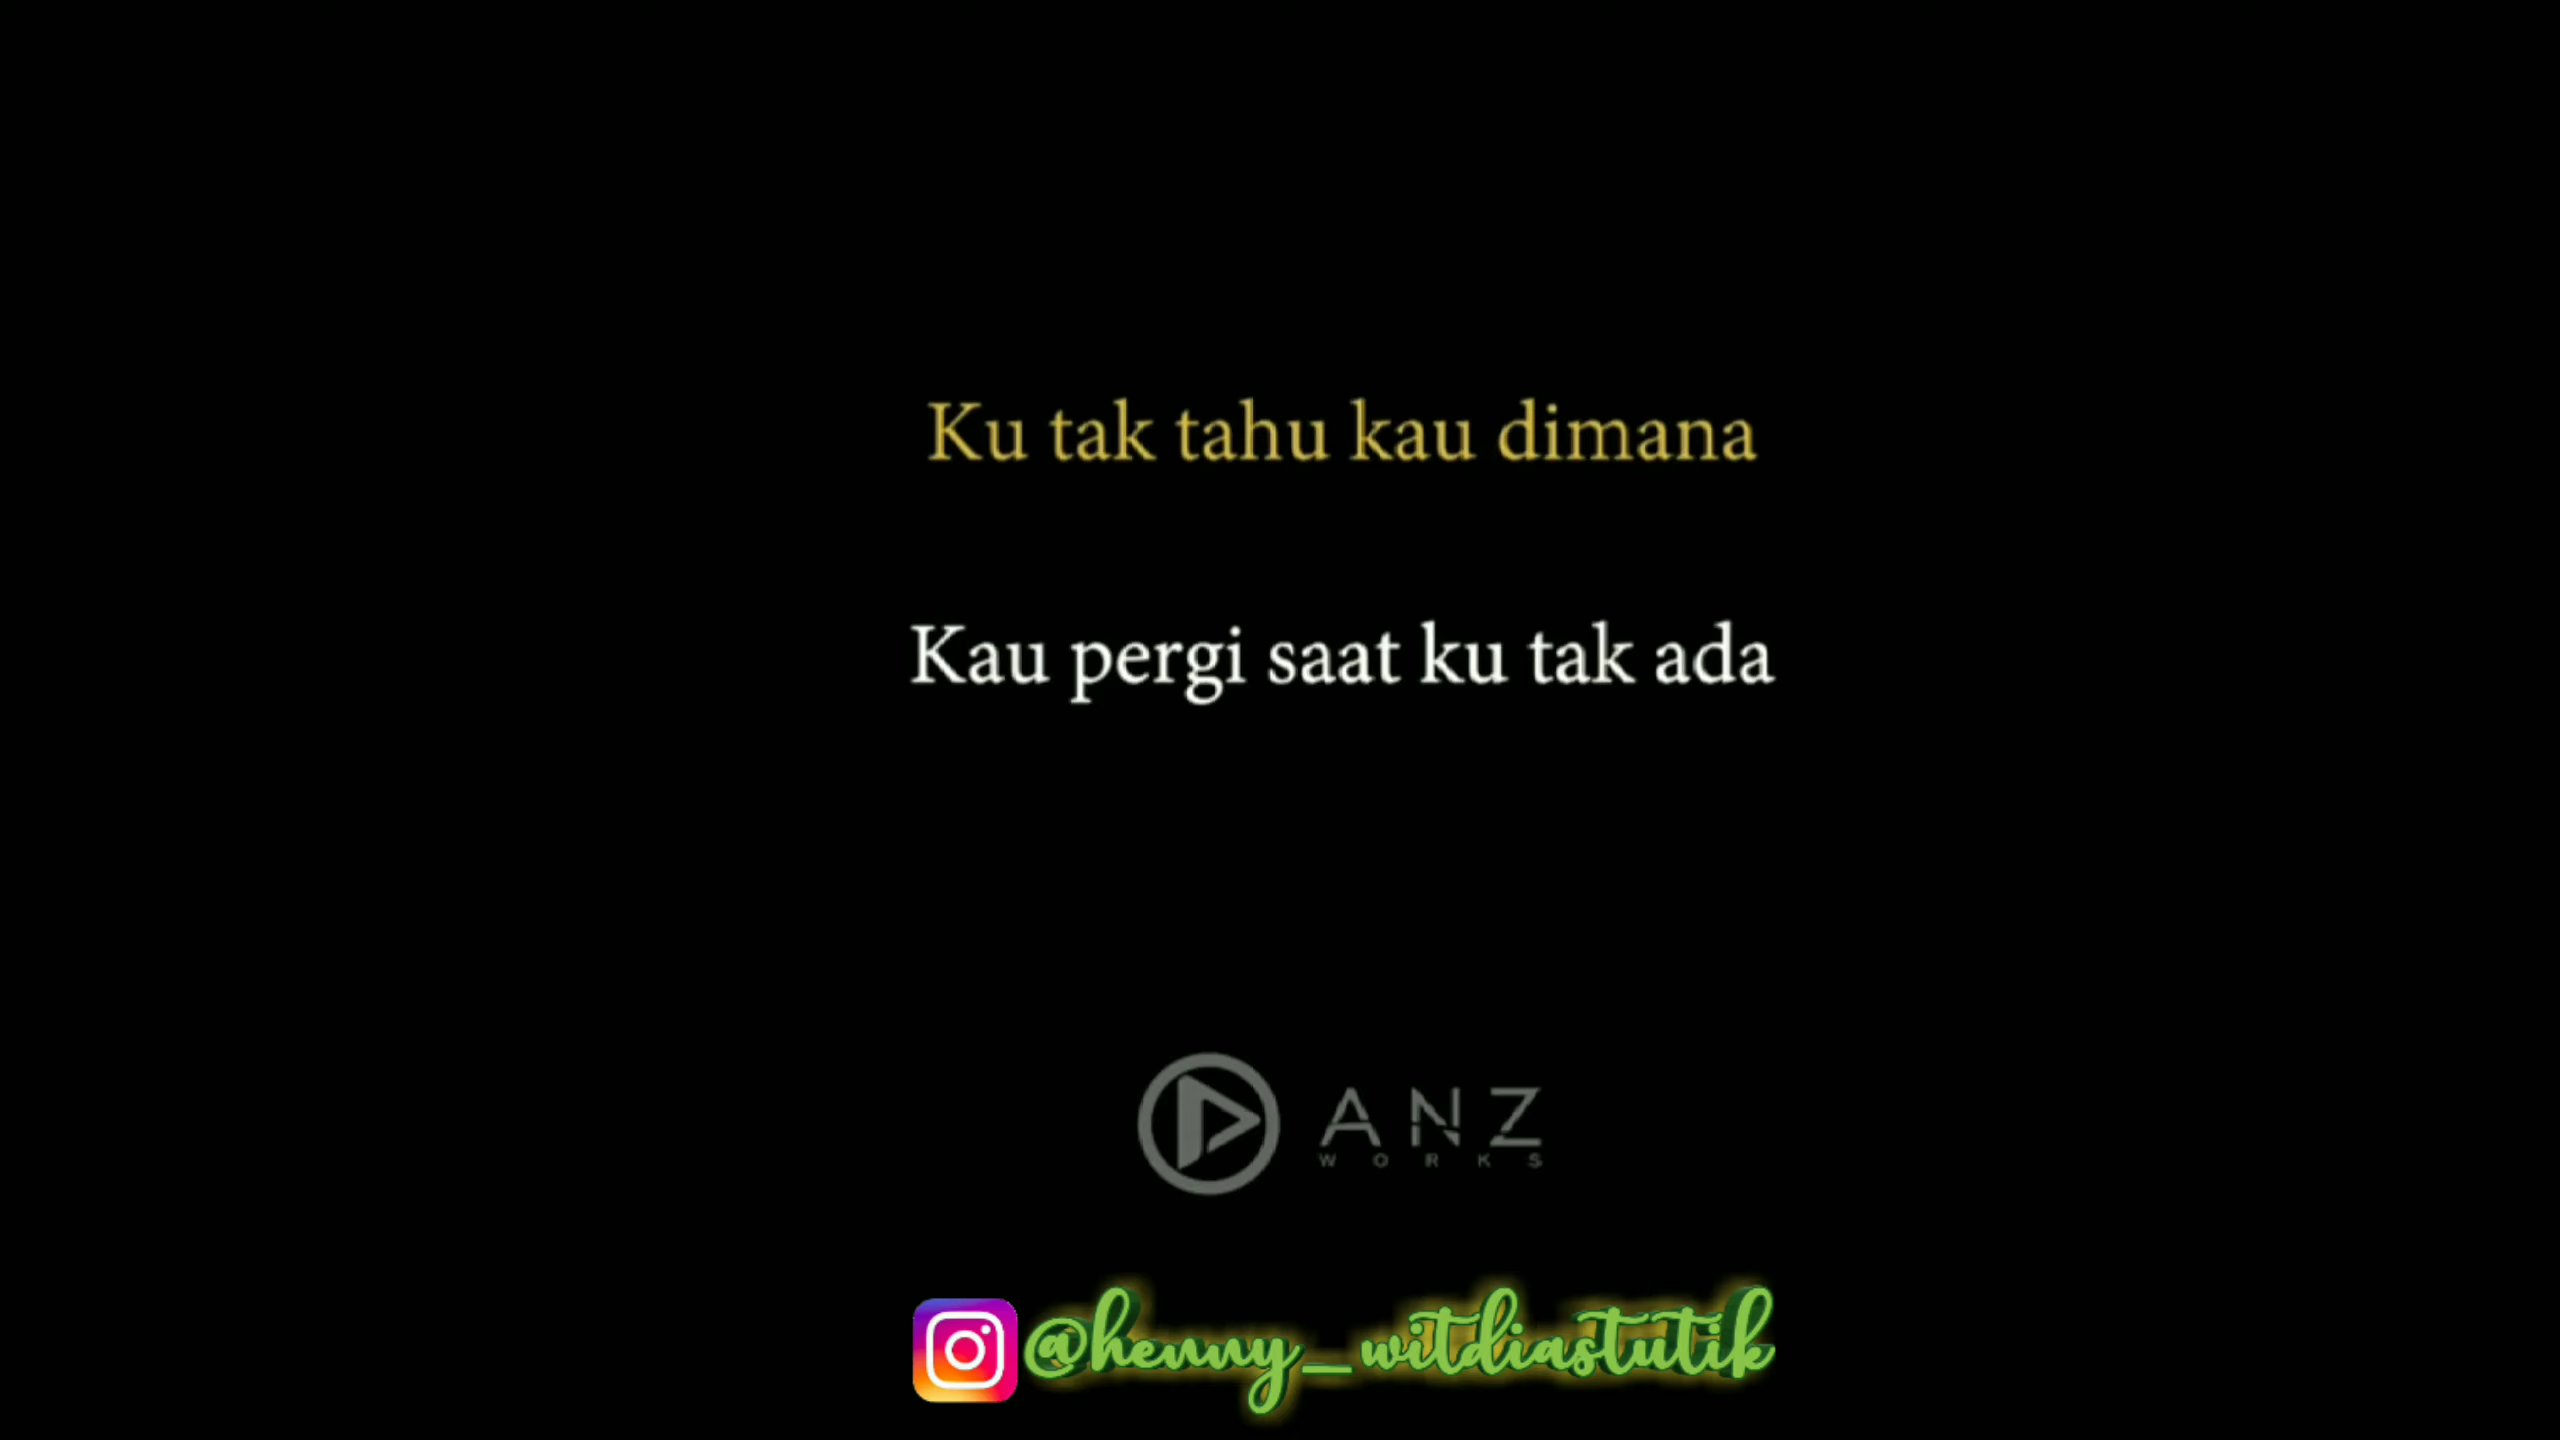 Ku tak tahu kau dimana
Kau pergi saat ku tak ada
ANZ
WORKS
@henny_witdiastutik